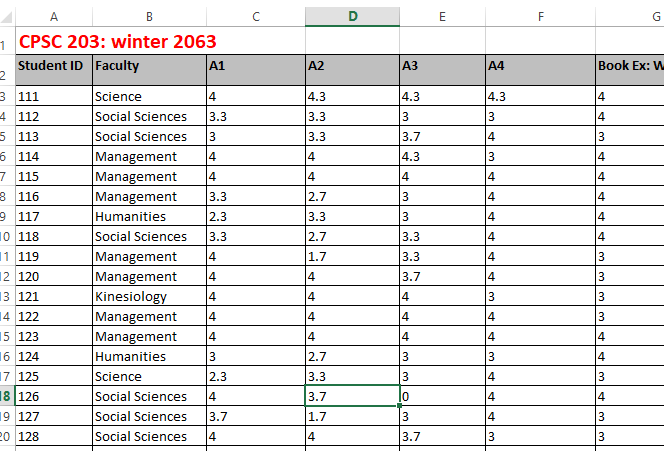 A B C D E F G
1 CPSC 203: winter 2063
2 Student ID Faculty A1 A2 A3 A4 Book Ex: W
3 111 Science 4 4.3 4.3 4.3 4
4 112 Social Sciences 3.3 3.3 3 3 4
5 113 Social Sciences 3 3.3 3.7 4 3
6 114 Management 4 4 4.3 3 4
7 115 Management 4 4 4 4 4
8 116 Management 3.3 2.7 3 4 4
9 117 Humanities 2.3 3.3 3 4 4
10 118 Social Sciences 3.3 2.7 3.3 4 4
11 119 Management 4 1.7 3.3 4 3
12 120 Management 4 4 3.7 4 3
13 121 Kinesiology 4 4 4 3 3
14 122 Management 4 4 4 4 3
15 123 Management 4 4 4 4 4
16 124 Humanities 3 2.7 3 3 4
17 125 Science 2.3 3.3 3 4 3
18 126 Social Sciences 4 3.7 0 4 4
19 127 Social Sciences 3.7 1.7 3 4 3
20 128 Social Sciences 4 4 3.7 3 3